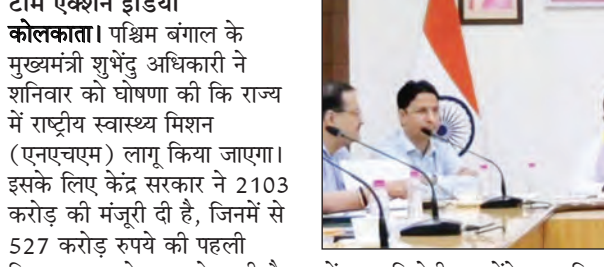 टीम एक्शन इंडिया
कोलकाता। पश्चिम बंगाल के
मुख्यमंत्री शुभेंदु अधिकारी ने
शनिवार को घोषणा की कि राज्य
में राष्ट्रीय स्वास्थ्य मिशन
(एनएचएम) लागू किया जाएगा।
इसके लिए केंद्र सरकार ने 2103
करोड़ की मंजूरी दी है, जिनमें से
527 करोड़ रुपये की पहली